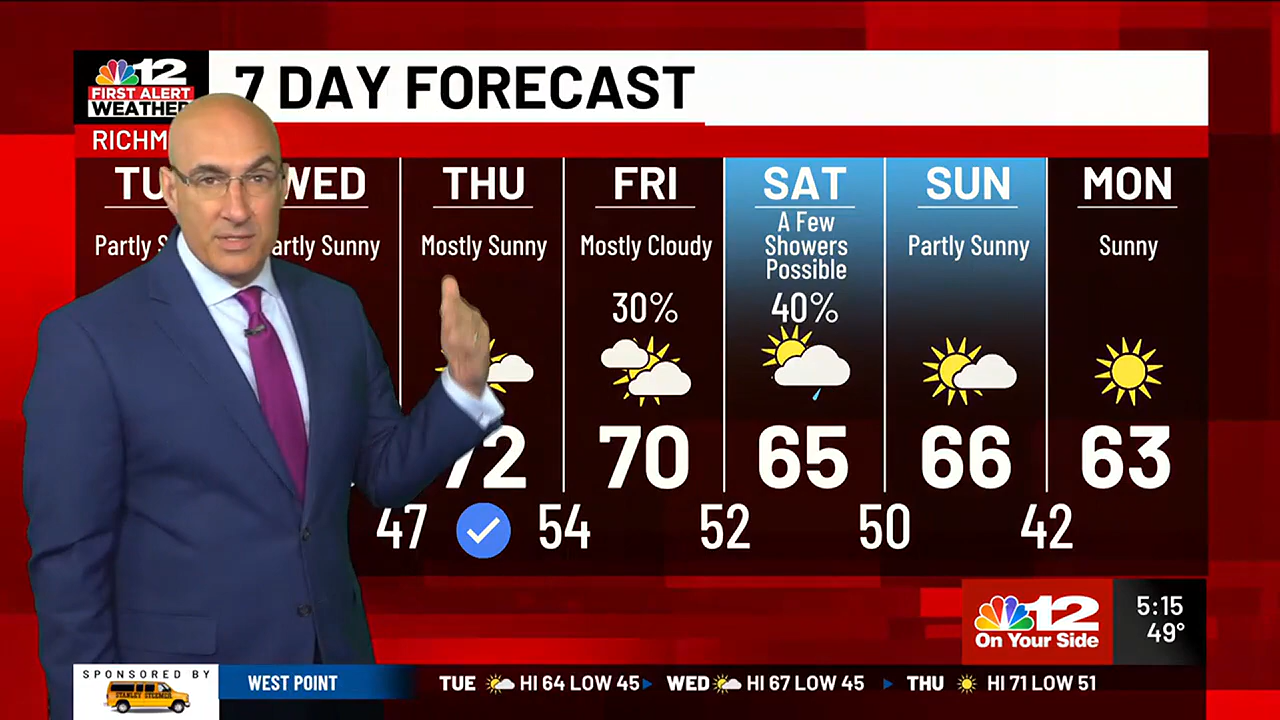 12
FIRST ALERT
WEATHER
7 DAY FORECAST
RICHM
TU WED THU FRI SAT SUN MON
Partly S
artly Sunny
Mostly Sunny
Mostly Cloudy
A Few
Showers
Possible
Partly Sunny
Sunny
30% 40%
72 70 65 66 63
47 54 52 50 42
12
On Your Side
5:15
49°
SPONSORED BY
STANLEY STEEMER
WEST POINT
TUE HI 64 LOW 45 WED HI 67 LOW 45 THU HI 71 LOW 51